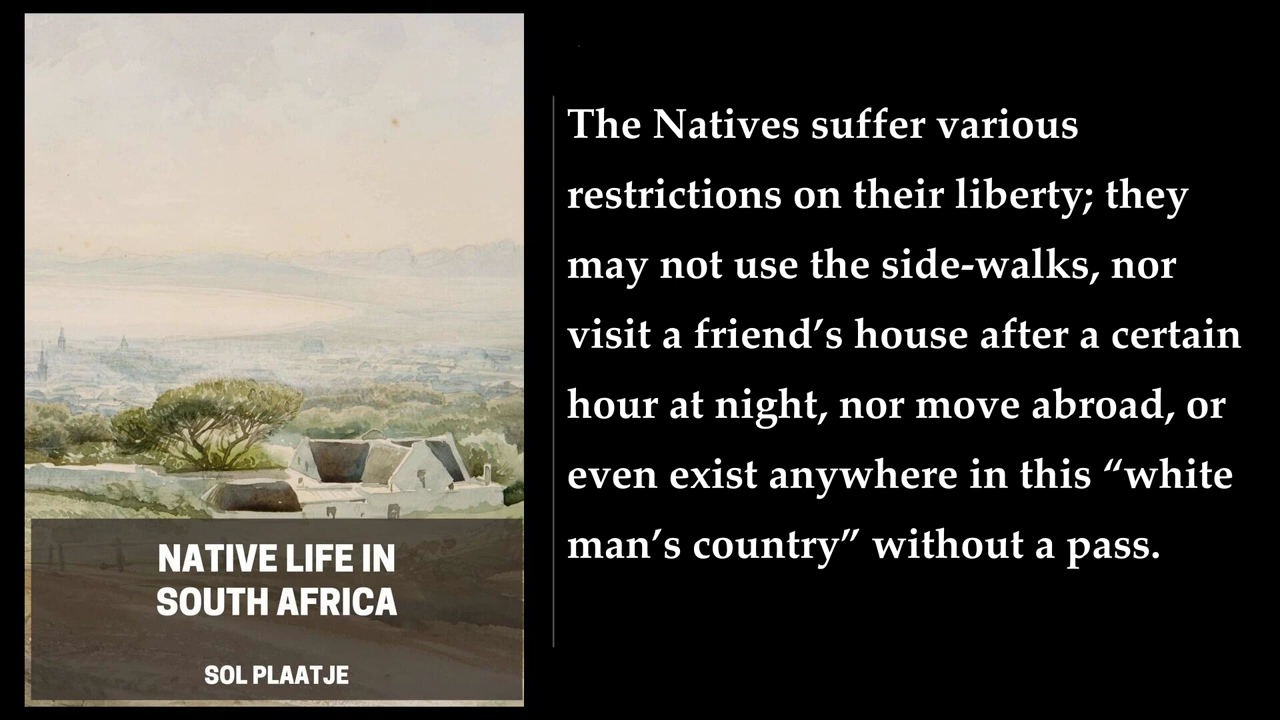 NATIVE LIFE IN
SOUTH AFRICA
SOL PLAATJE
The Natives suffer various
restrictions on their liberty; they
may not use the side-walks, nor
visit a friend’s house after a certain
hour at night, nor move abroad, or
even exist anywhere in this “white
man’s country” without a pass.